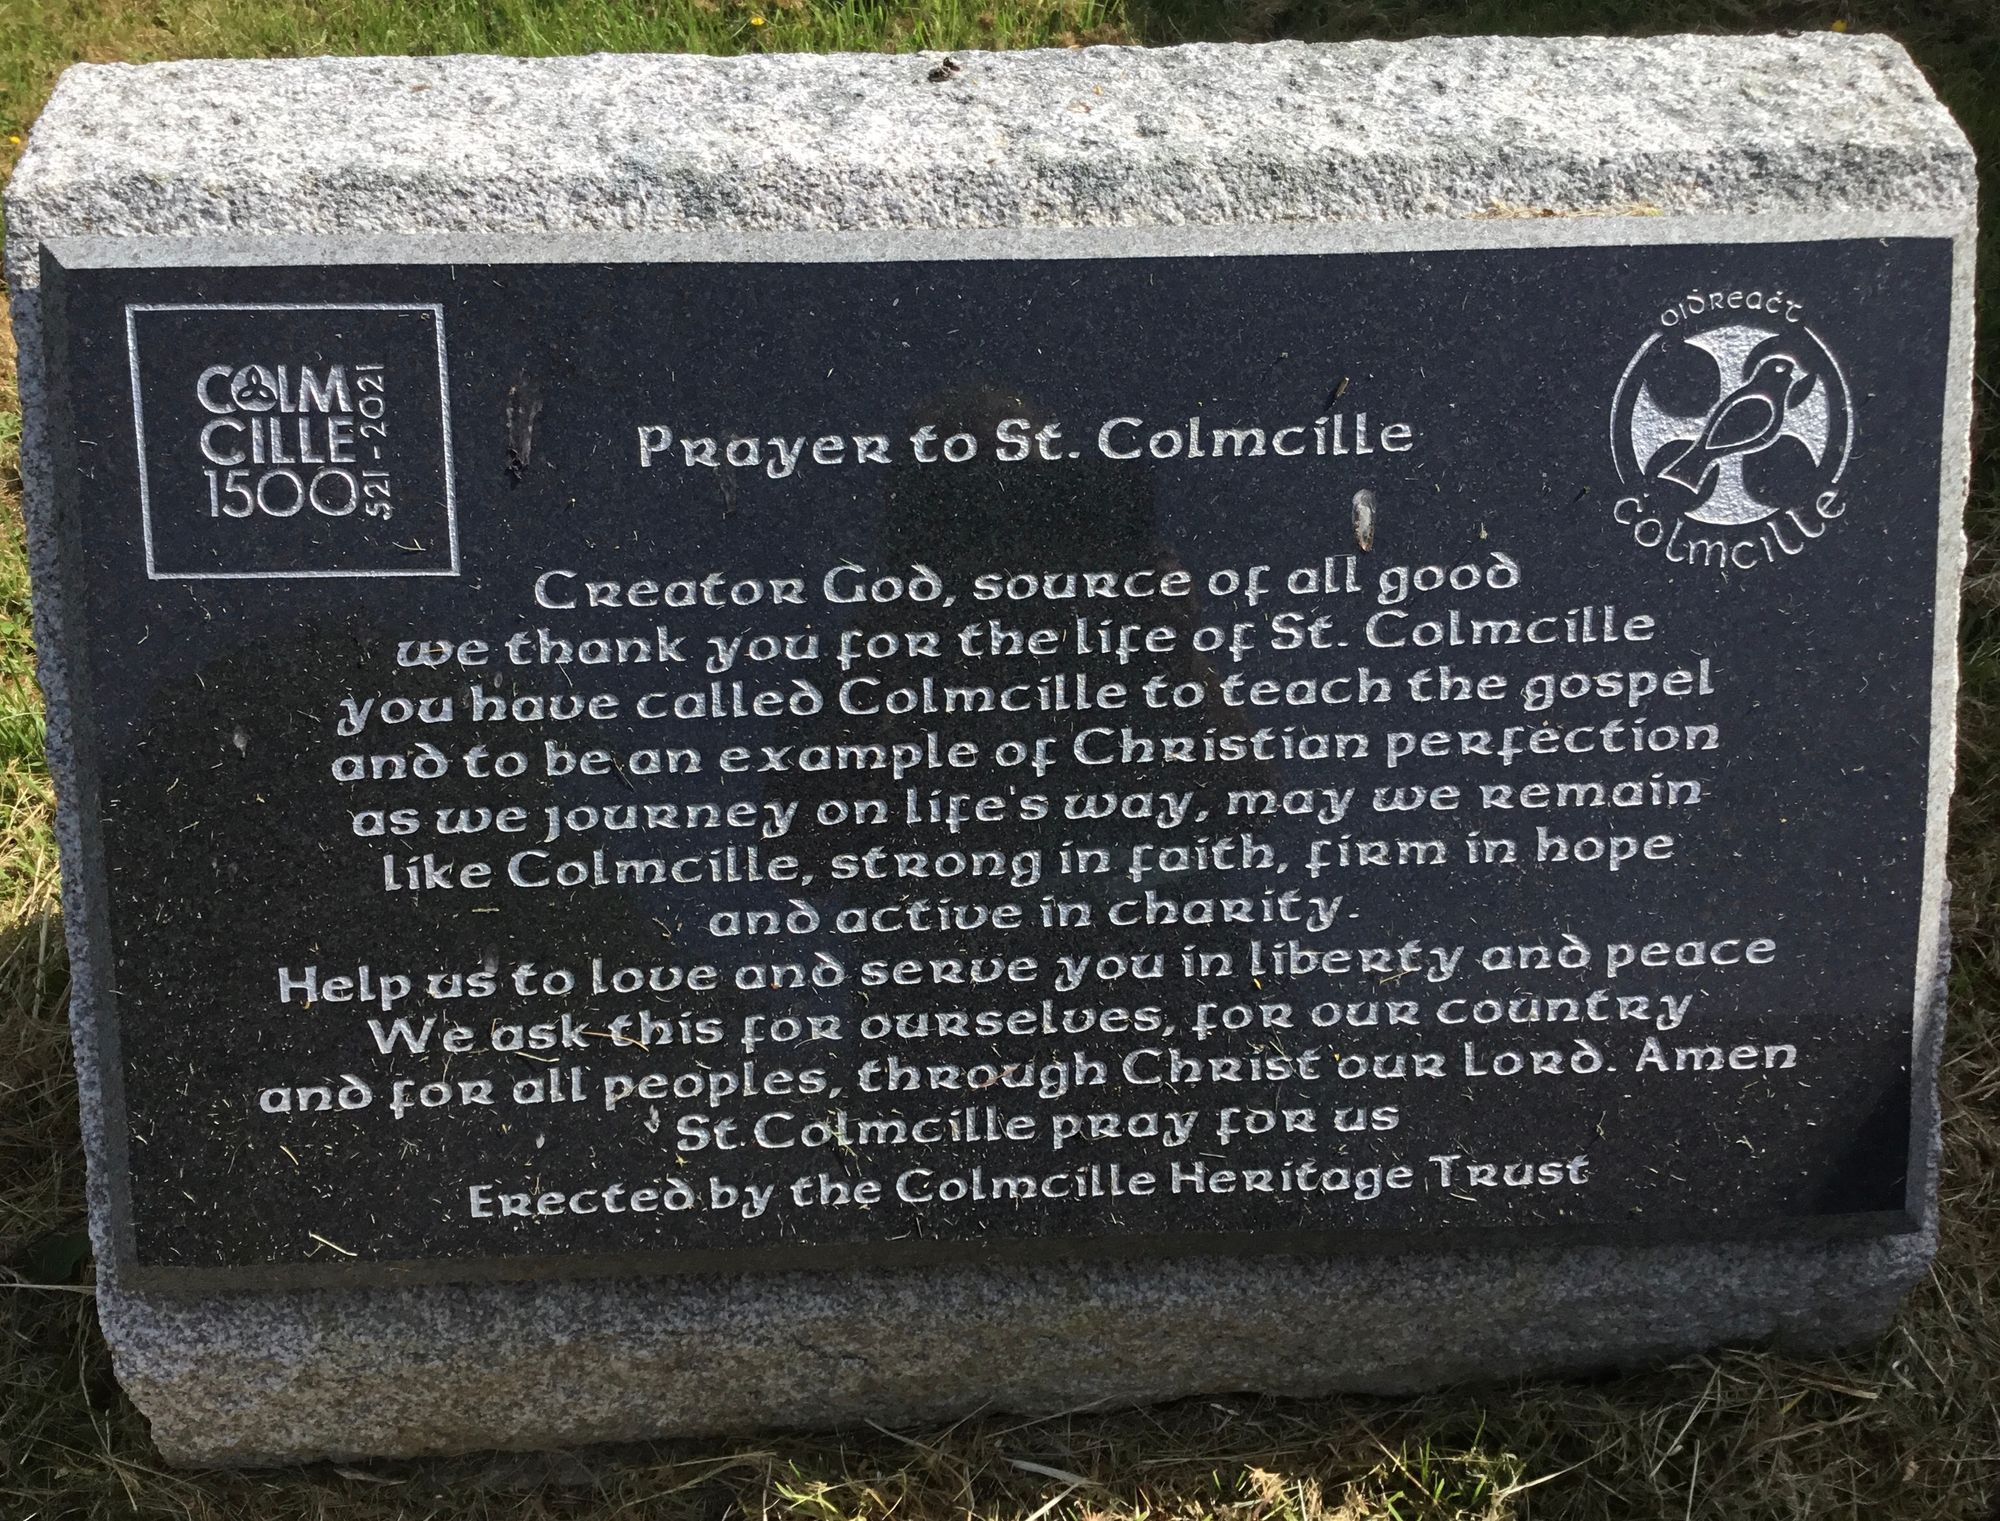 COLM
CILLE
1500
521-2021
Prayer to St. Colmcille
Oiḋreaċt
Ċolmcille
Creator God, source of all good
we thank you for the life of St. Colmcille
you have called Colmcille to teach the gospel
and to be an example of Christian perfection
as we journey on life's way, may we remain
like Colmcille, strong in faith, firm in hope
and active in charity.
Help us to love and serve you in liberty and peace
We ask this for ourselves, for our country
and for all peoples, through Christ our Lord. Amen
St. Colmcille pray for us
Erected by the Colmcille Heritage Trust